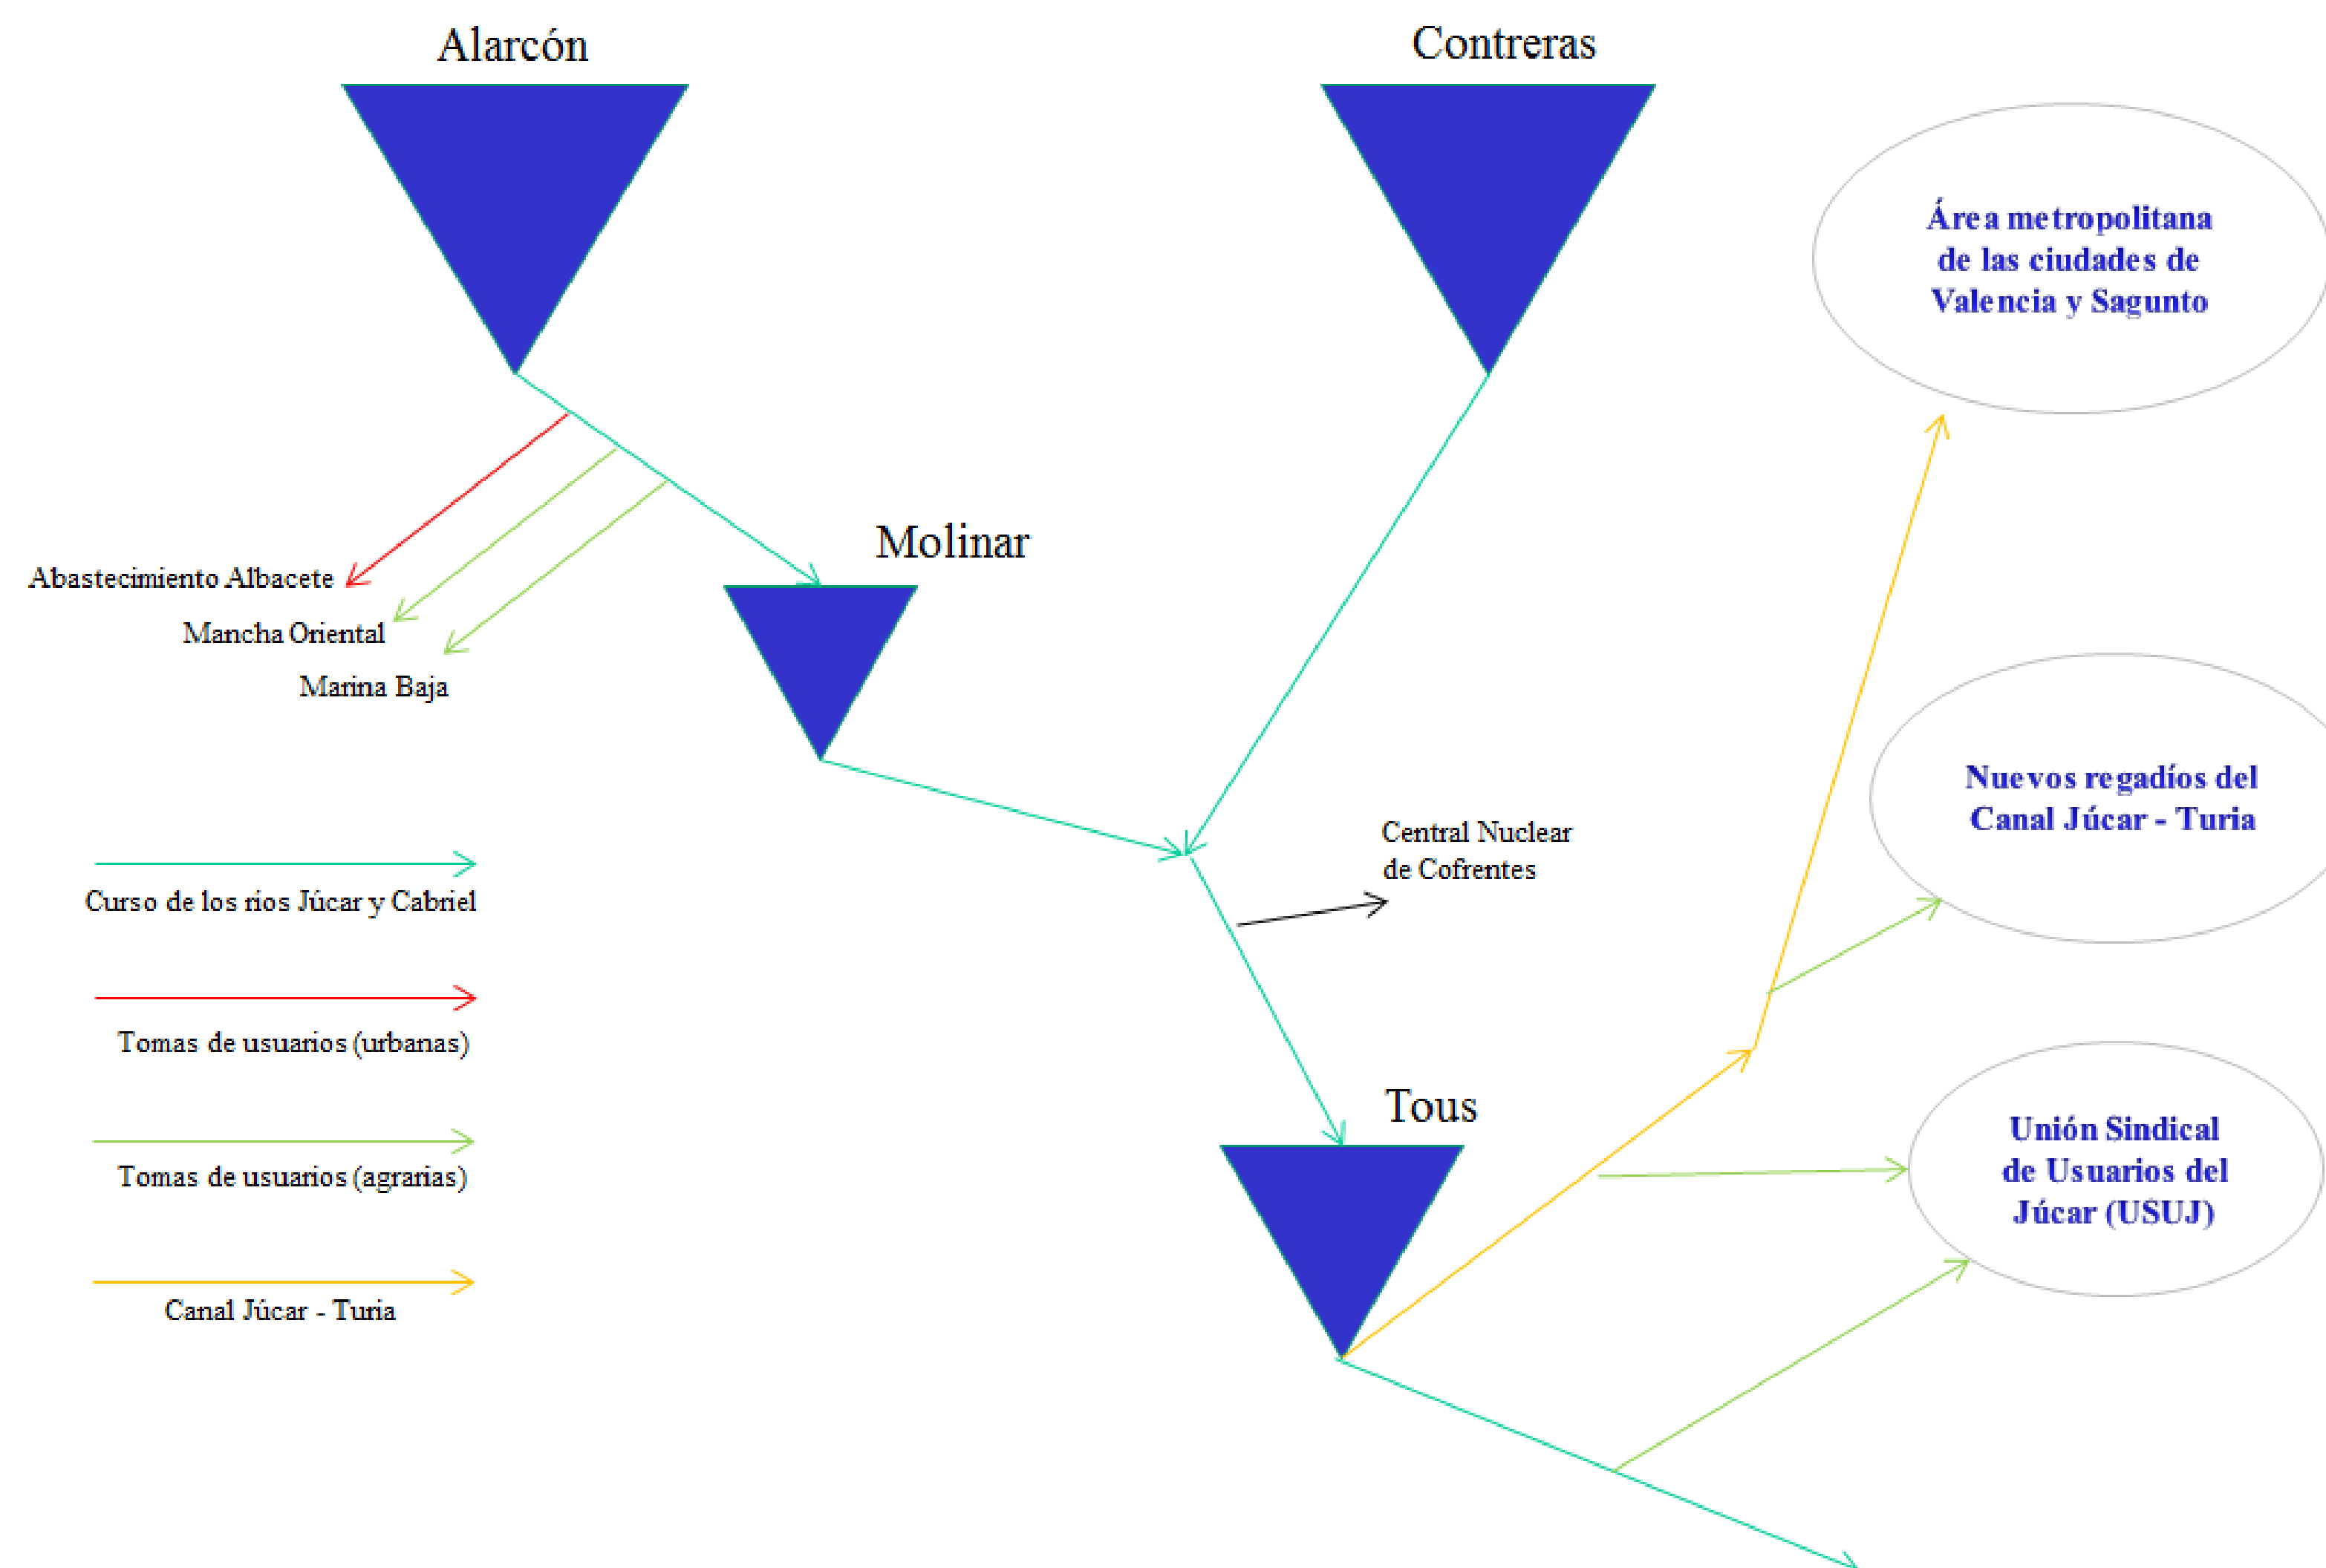 Alarcón
Contreras
Área metropolitana
de las ciudades de
Valencia y Sagunto
Molinar
Abastecimiento Albacete
Mancha Oriental
Marina Baja
Nuevos regadíos del
Canal Júcar - Turia
Central Nuclear
de Cofrentes
Curso de los ríos Júcar y Cabriel
Tomas de usuarios (urbanas)
Tous
Unión Sindical
de Usuarios del
Júcar (USUJ)
Tomas de usuarios (agrarias)
Canal Júcar - Turia